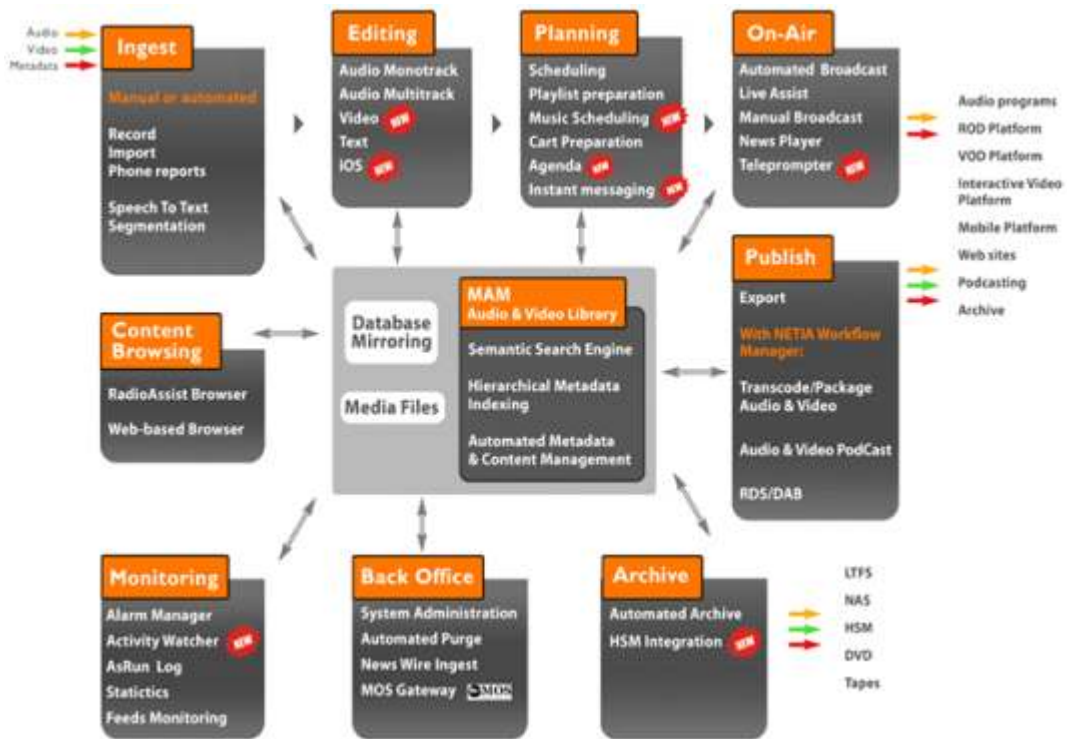 Audio
Video
Metadata
Ingest
Manual or automated
Record
Import
Phone reports
Speech To Text
Segmentation
Editing
Audio Monotrack
Audio Multitrack
Video NEW
Text
iOS NEW
Planning
Scheduling
Playlist preparation
Music Scheduling NEW
Cart Preparation
Agenda NEW
Instant messaging NEW
On-Air
Automated Broadcast
Live Assist
Manual Broadcast
News Player
Teleprompter NEW
Audio programs
ROD Platform
VOD Platform
Interactive Video
Platform
Mobile Platform
Web sites
Podcasting
Archive
Content
Browsing
RadioAssist Browser
Web-based Browser
Database
Mirroring
Media Files
MAM
Audio & Video Library
Semantic Search Engine
Hierarchical Metadata
Indexing
Automated Metadata
& Content Management
Publish
Export
With NETIA Workflow
Manager:
Transcode/Package
Audio & Video
Audio & Video PodCast
RDS/DAB
Monitoring
Alarm Manager
Activity Watcher NEW
AsRun Log
Statictics
Feeds Monitoring
Back Office
System Administration
Automated Purge
News Wire Ingest
MOS Gateway MOS
Archive
Automated Archive
HSM Integration NEW
LTFS
NAS
HSM
DVD
Tapes